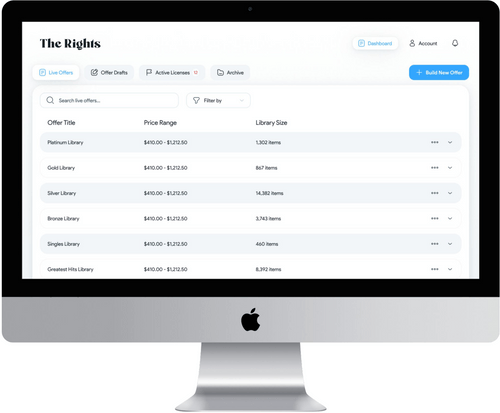 The Rights
Dashboard Account
Live Offers Offer Drafts Active Licenses Archive Build New Offer
Search live offers... Filter by
Offer Title Price Range Library Size
Platinum Library $410.00 - $1,212.50 1,302 items
Gold Library $410.00 - $1,212.50 867 items
Silver Library $410.00 - $1,212.50 14,382 items
Bronze Library $410.00 - $1,212.50 3,743 items
Singles Library $410.00 - $1,212.50 460 items
Greatest Hits Library $410.00 - $1,212.50 8,392 items